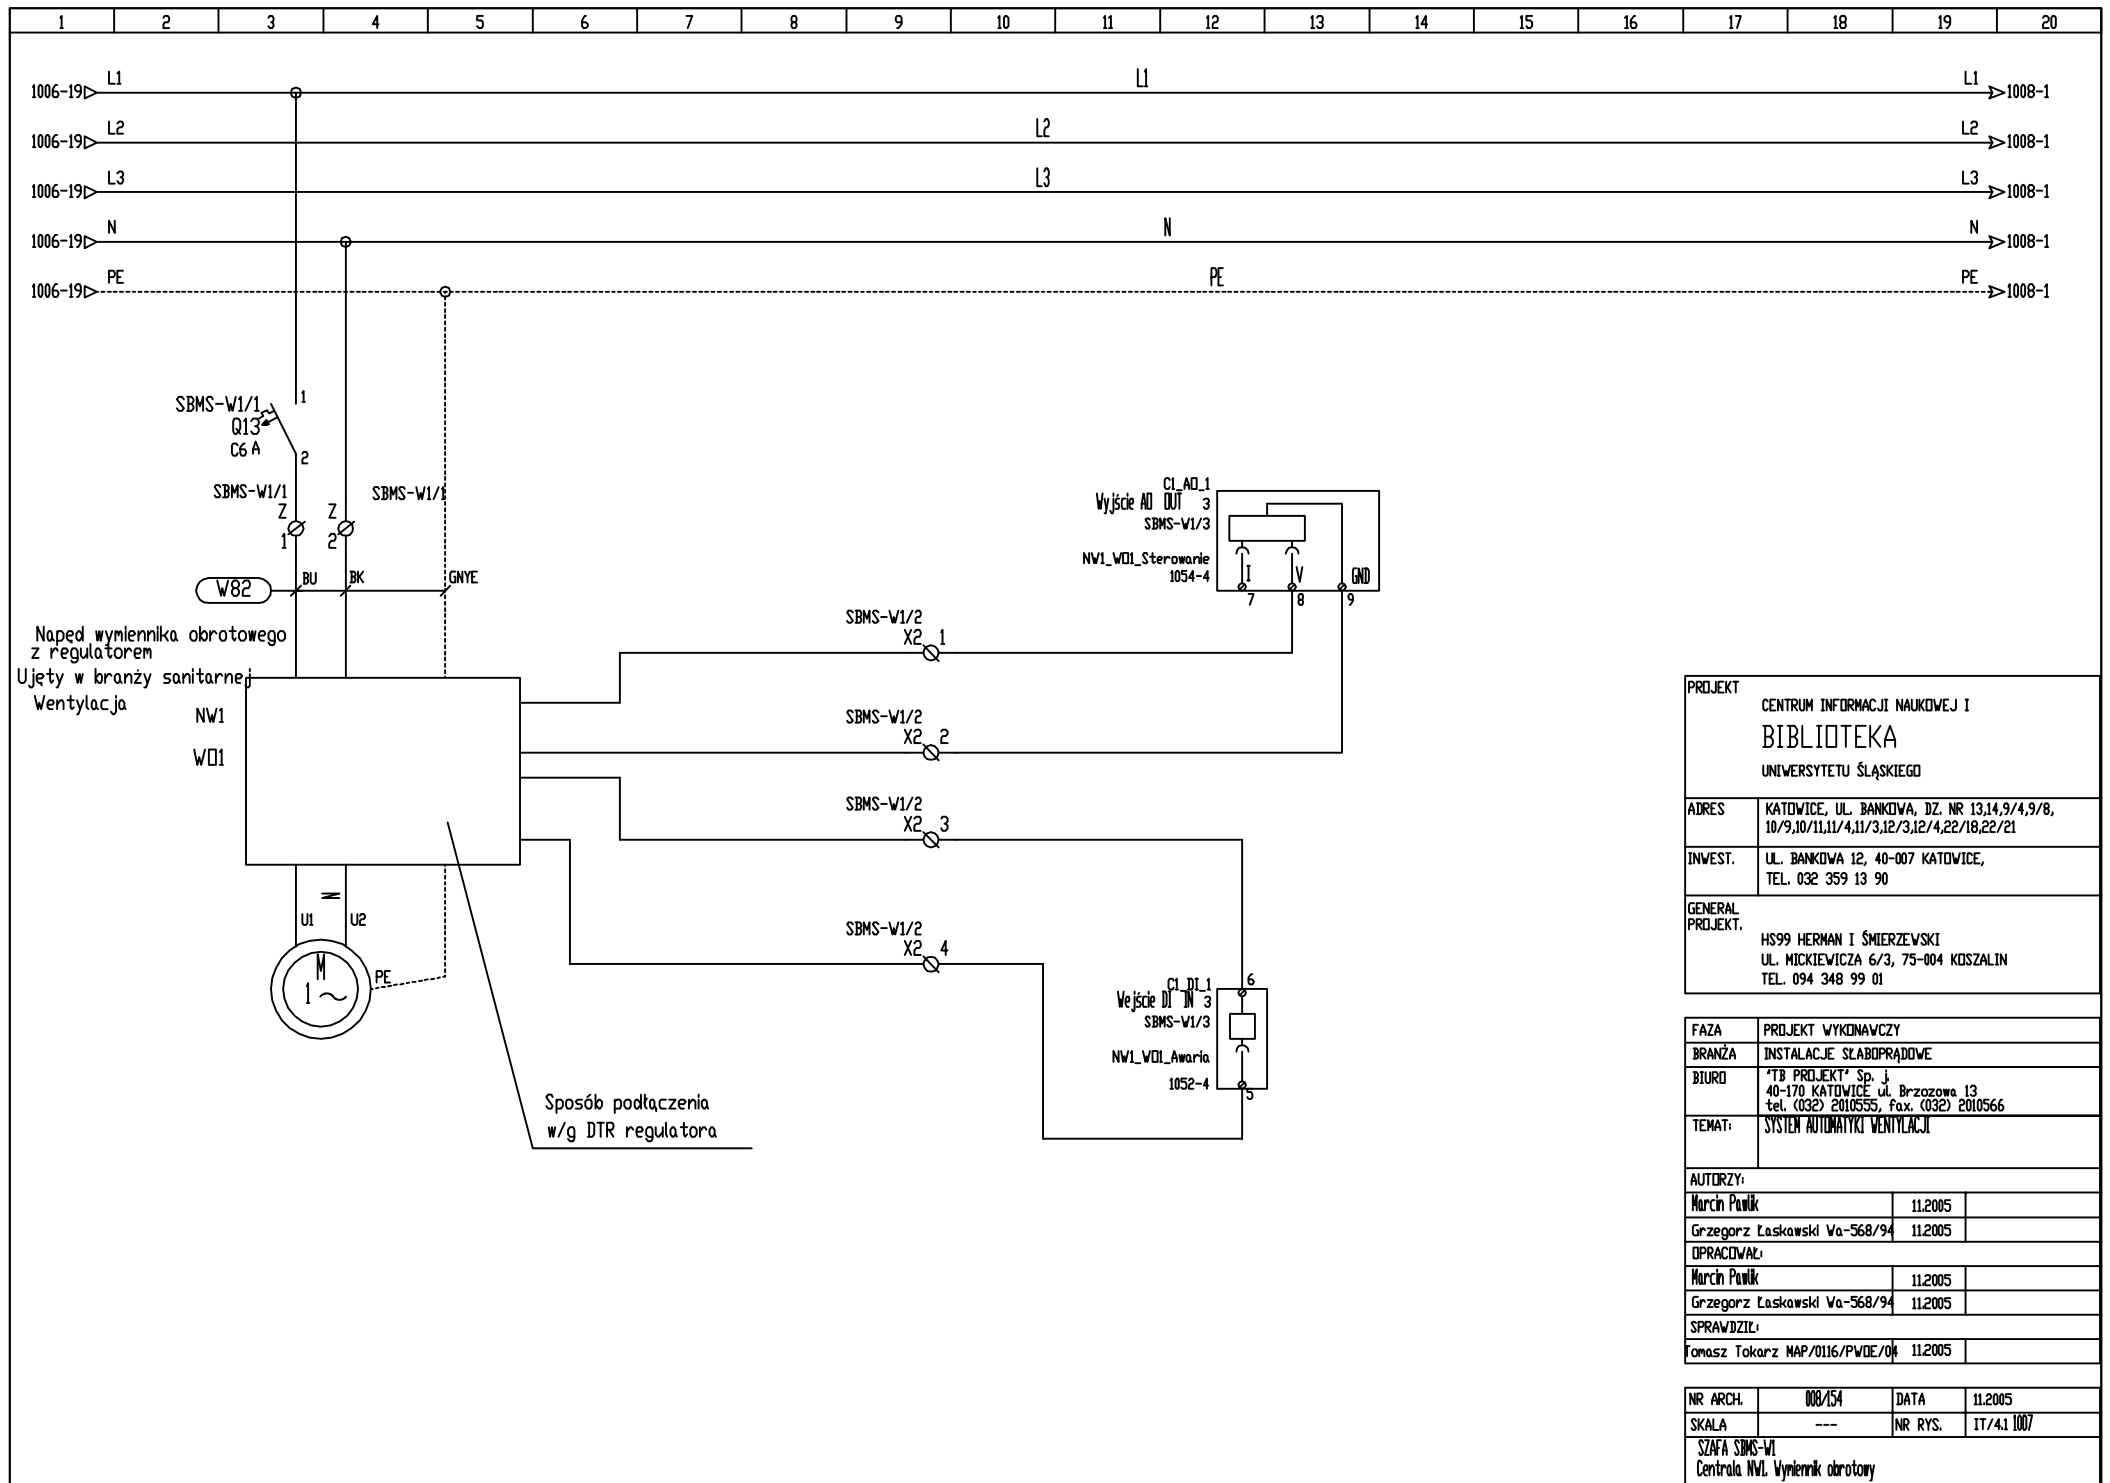 1 2 3 4 5 6 7 8 9 10 11 12 13 14 15 16 17 18 19 20
1006-19 L1 L1 L1 1008-1
1006-19 L2 L2 L2 1008-1
1006-19 L3 L3 L3 1008-1
1006-19 N N N 1008-1
1006-19 PE PE PE 1008-1
SBMS-W1/1 1
Q13
C6 A
2
SBMS-W1/1 SBMS-W1/1
Z Z
1 2
W82 BU BK GNYE
Napęd wymiennika obrotowego
z regulatorem
Ujęty w branży sanitarnej
Wentylacja
NW1
WO1
N
U1 U2
M
1
PE
Sposób podłączenia
w/g DTR regulatora
SBMS-W1/2
X2 1
SBMS-W1/2
X2 2
SBMS-W1/2
X2 3
SBMS-W1/2
X2 4
C1_AO_1
Wyjście AO OUT 3
SBMS-W1/3
NW1_WO1_Sterowanie
1054-4
I V GND
7 8 9
C1_DI_1 6
Wejście DI IN 3
SBMS-W1/3
NW1_WO1_Awaria
1052-4
5
PROJEKT
CENTRUM INFORMACJI NAUKOWEJ I
BIBLIOTEKA
UNIWERSYTETU ŚLĄSKIEGO
ADRES KATOWICE, UL. BANKOWA, DZ. NR 13,14,9/4,9/8,
10/9,10/11,11/4,11/3,12/3,12/4,22/18,22/21
INWEST. UL. BANKOWA 12, 40-007 KATOWICE,
TEL. 032 359 13 90
GENERAL
PROJEKT.
HS99 HERMAN I ŚMIERZEWSKI
UL. MICKIEWICZA 6/3, 75-004 KOSZALIN
TEL. 094 348 99 01
FAZA PROJEKT WYKONAWCZY
BRANŻA INSTALACJE SŁABOPRĄDOWE
BIURO "TB PROJEKT" Sp. j.
40-170 KATOWICE ul. Brzozowa 13
tel. (032) 2010555, fax. (032) 2010566
TEMAT: SYSTEM AUTOMATYKI WENTYLACJI
AUTORZY:
Marcin Pawlik 11.2005
Grzegorz Łaskawski Wa-568/94 11.2005
OPRACOWAŁ:
Marcin Pawlik 11.2005
Grzegorz Łaskawski Wa-568/94 11.2005
SPRAWDZIŁ:
Tomasz Tokarz MAP/0116/PWOE/04 11.2005
NR ARCH. 008/154 DATA 11.2005
SKALA --- NR RYS. IT/4.1 1007
SZAFA SBMS-W1
Centrala NW1. Wymiennik obrotowy